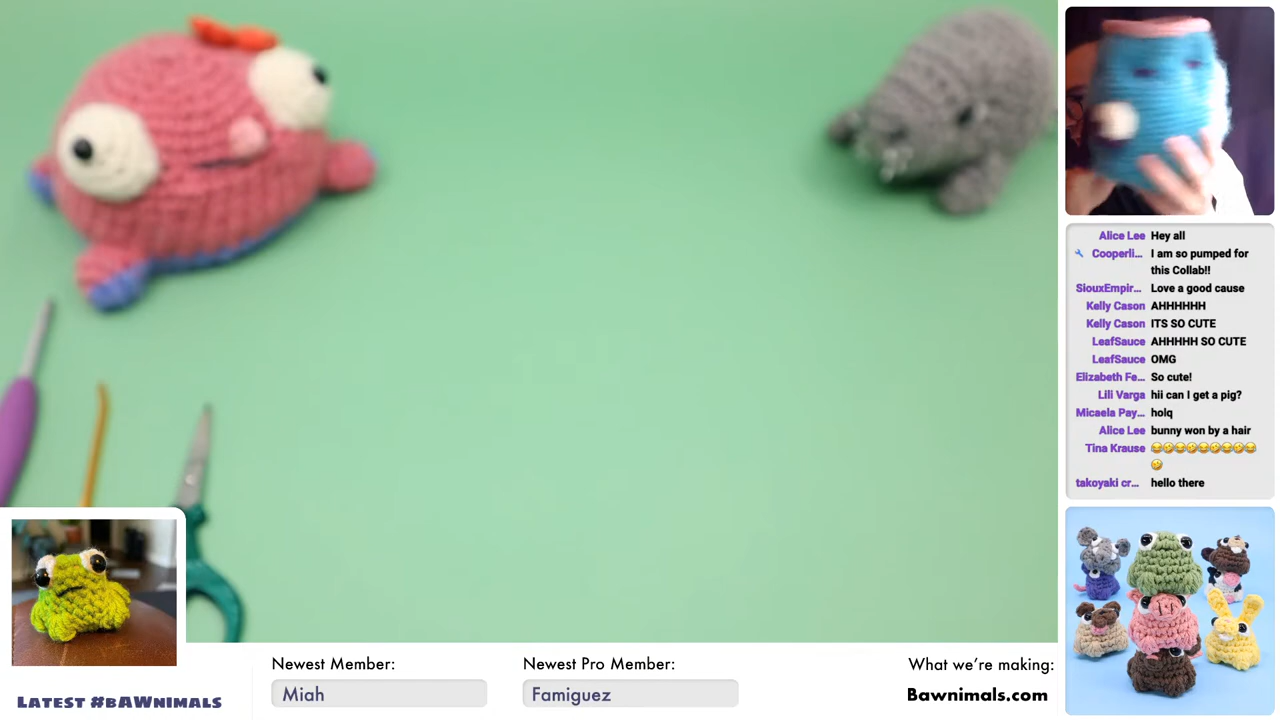 Alice Lee Hey all
Cooperli... I am so pumped for
this Collab!!
SiouxEmpir... Love a good cause
Kelly Cason AHHHHHH
Kelly Cason ITS SO CUTE
LeafSauce AHHHHH SO CUTE
LeafSauce OMG
Elizabeth Fe... So cute!
Lili Varga hii can I get a pig?
Micaela Pay... holq
Alice Lee bunny won by a hair
Tina Krause 😂🤣😂🤣😂🤣😂🤣😂
🤣
takoyaki cr... hello there
Newest Member:
Miah
Newest Pro Member:
Famiguez
What we're making:
Bawnimals.com
Latest #bAWnimals